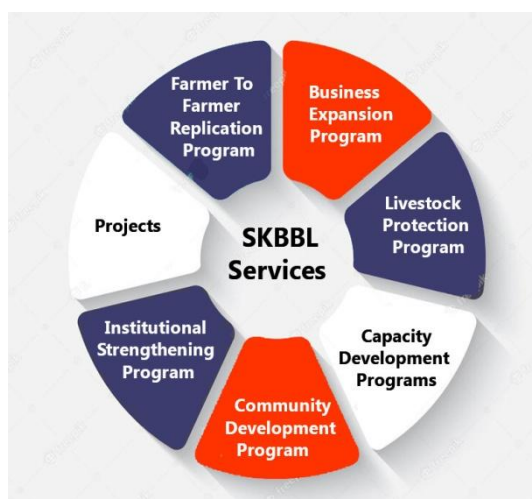 Farmer To
Farmer
Replication
Program
Business
Expansion
Program
Livestock
Protection
Program
Capacity
Development
Programs
Community
Development
Program
Institutional
Strengthening
Program
Projects
SKBBL
Services